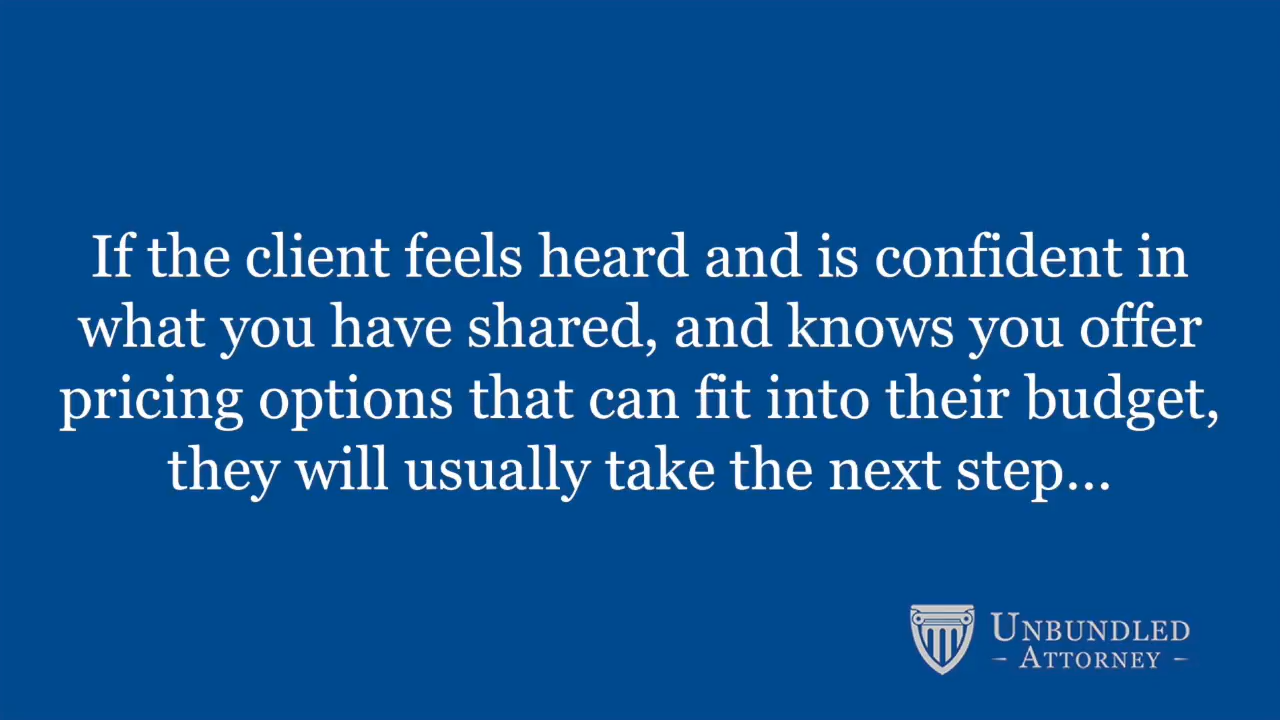 If the client feels heard and is confident in
what you have shared, and knows you offer
pricing options that can fit into their budget,
they will usually take the next step...
UNBUNDLED
- ATTORNEY -